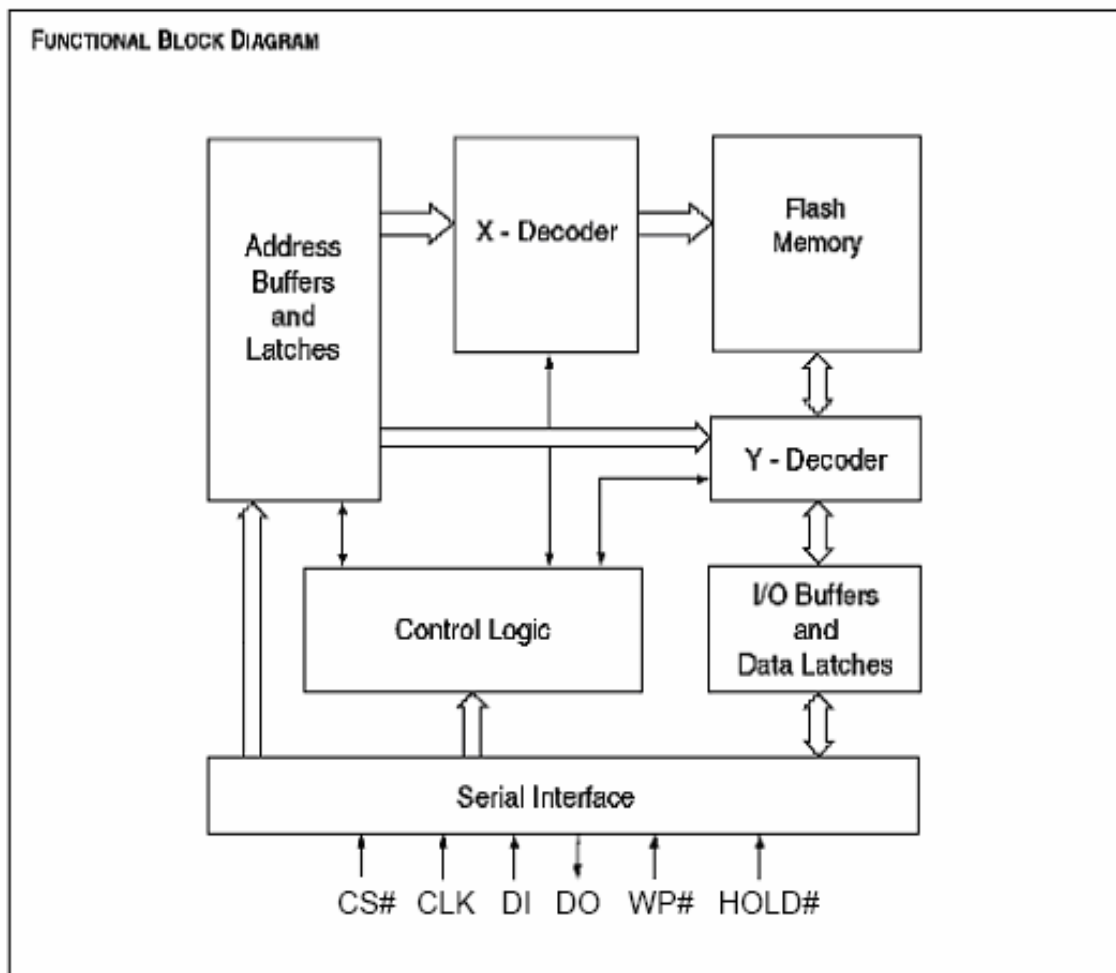 FUNCTIONAL BLOCK DIAGRAM
Address
Buffers
and
Latches
X - Decoder
Flash
Memory
Y - Decoder
Control Logic
I/O Buffers
and
Data Latches
Serial Interface
CS# CLK DI DO WP# HOLD#